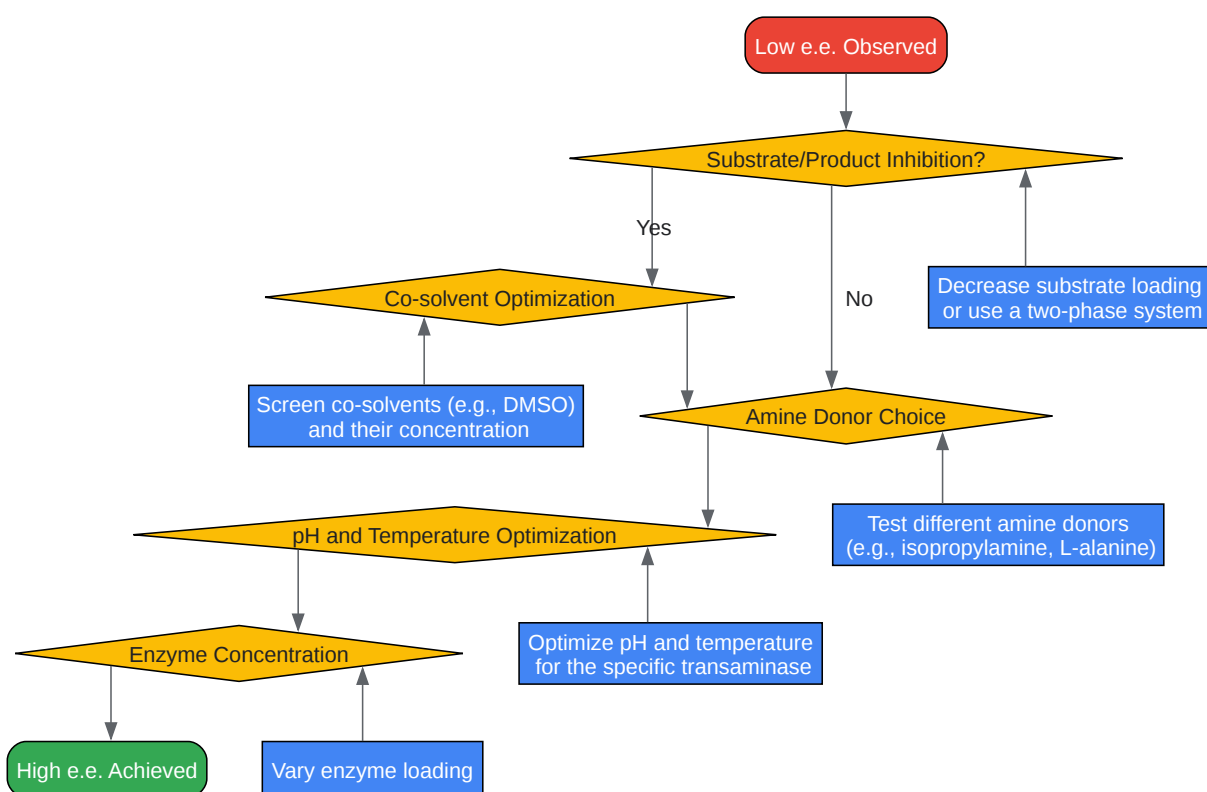 Low e.e. Observed
Substrate/Product Inhibition?
Yes
Co-solvent Optimization
No
Decrease substrate loading
or use a two-phase system
Screen co-solvents (e.g., DMSO)
and their concentration
Amine Donor Choice
pH and Temperature Optimization
Test different amine donors
(e.g., isopropylamine, L-alanine)
Enzyme Concentration
Optimize pH and temperature
for the specific transaminase
High e.e. Achieved
Vary enzyme loading